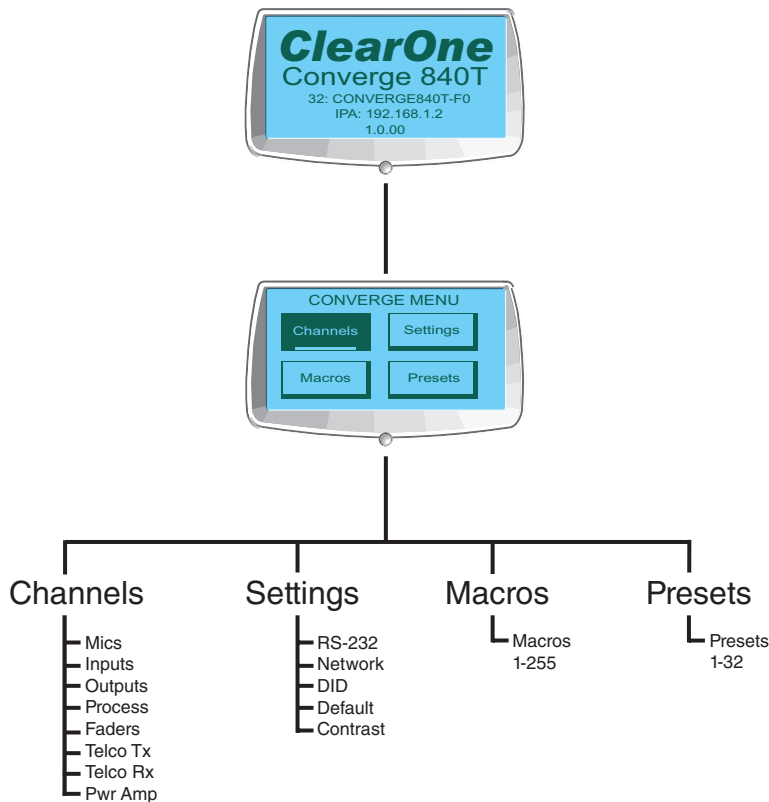 ClearOne
Converge 840T
32: CONVERGE840T-F0
IPA: 192.168.1.2
1.0.00
CONVERGE MENU
Channels
Settings
Macros
Presets
Channels
Mics
Inputs
Outputs
Process
Faders
Telco Tx
Telco Rx
Pwr Amp
Settings
RS-232
Network
DID
Default
Contrast
Macros
Macros
1-255
Presets
Presets
1-32